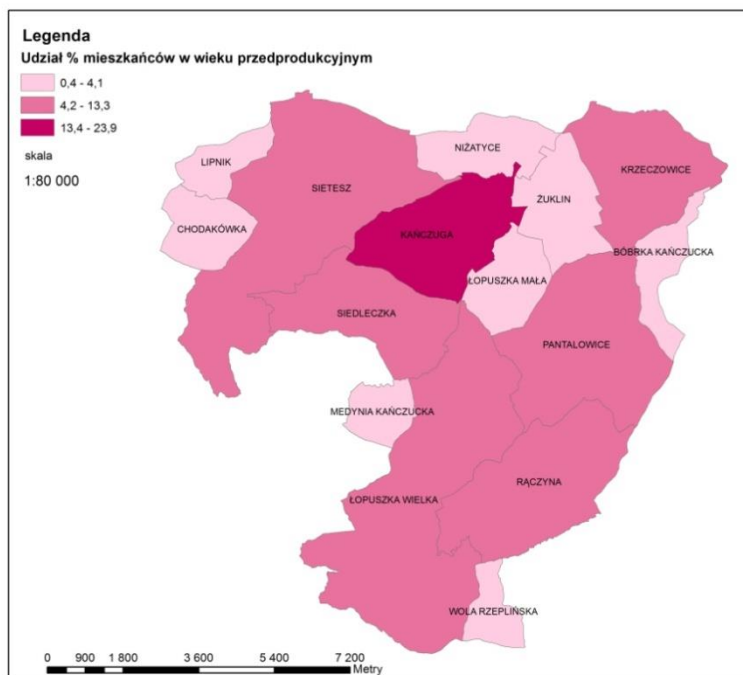 Legenda
Udział % mieszkańców w wieku przedprodukcyjnym
0,4 - 4,1
4,2 - 13,3
13,4 - 23,9
skala
1:80 000
LIPNIK
NIŻATYCE
KRZECZOWICE
SIETESZ
ŻUKLIN
CHODAKÓWKA
KAŃCZUGA
BÓBRKA KAŃCZUCKA
ŁOPUSZKA MAŁA
SIEDLECZKA
PANTALOWICE
MEDYNIA KAŃCZUCKA
RĄCZYNA
ŁOPUSZKA WIELKA
WOLA RZEPLIŃSKA
0 900 1 800 3 600 5 400 7 200
Metry